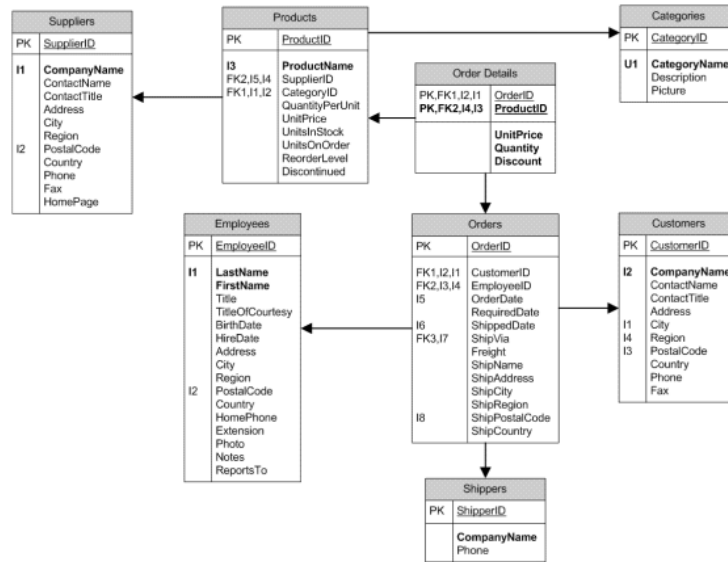 Suppliers
PK SupplierID
I1 CompanyName
ContactName
ContactTitle
Address
City
Region
I2 PostalCode
Country
Phone
Fax
HomePage
Products
PK ProductID
I3 ProductName
FK2,I5,I4 SupplierID
FK1,I1,I2 CategoryID
QuantityPerUnit
UnitPrice
UnitsInStock
UnitsOnOrder
ReorderLevel
Discontinued
Categories
PK CategoryID
U1 CategoryName
Description
Picture
Order Details
PK,FK1,I2,I1 OrderID
PK,FK2,I4,I3 ProductID
UnitPrice
Quantity
Discount
Employees
PK EmployeeID
I1 LastName
FirstName
Title
TitleOfCourtesy
BirthDate
HireDate
Address
City
Region
I2 PostalCode
Country
HomePhone
Extension
Photo
Notes
ReportsTo
Orders
PK OrderID
FK1,I2,I1 CustomerID
FK2,I3,I4 EmployeeID
I5 OrderDate
RequiredDate
I6 ShippedDate
FK3,I7 ShipVia
Freight
ShipName
ShipAddress
ShipCity
ShipRegion
I8 ShipPostalCode
ShipCountry
Customers
PK CustomerID
I2 CompanyName
ContactName
ContactTitle
Address
I1 City
I4 Region
I3 PostalCode
Country
Phone
Fax
Shippers
PK ShipperID
CompanyName
Phone